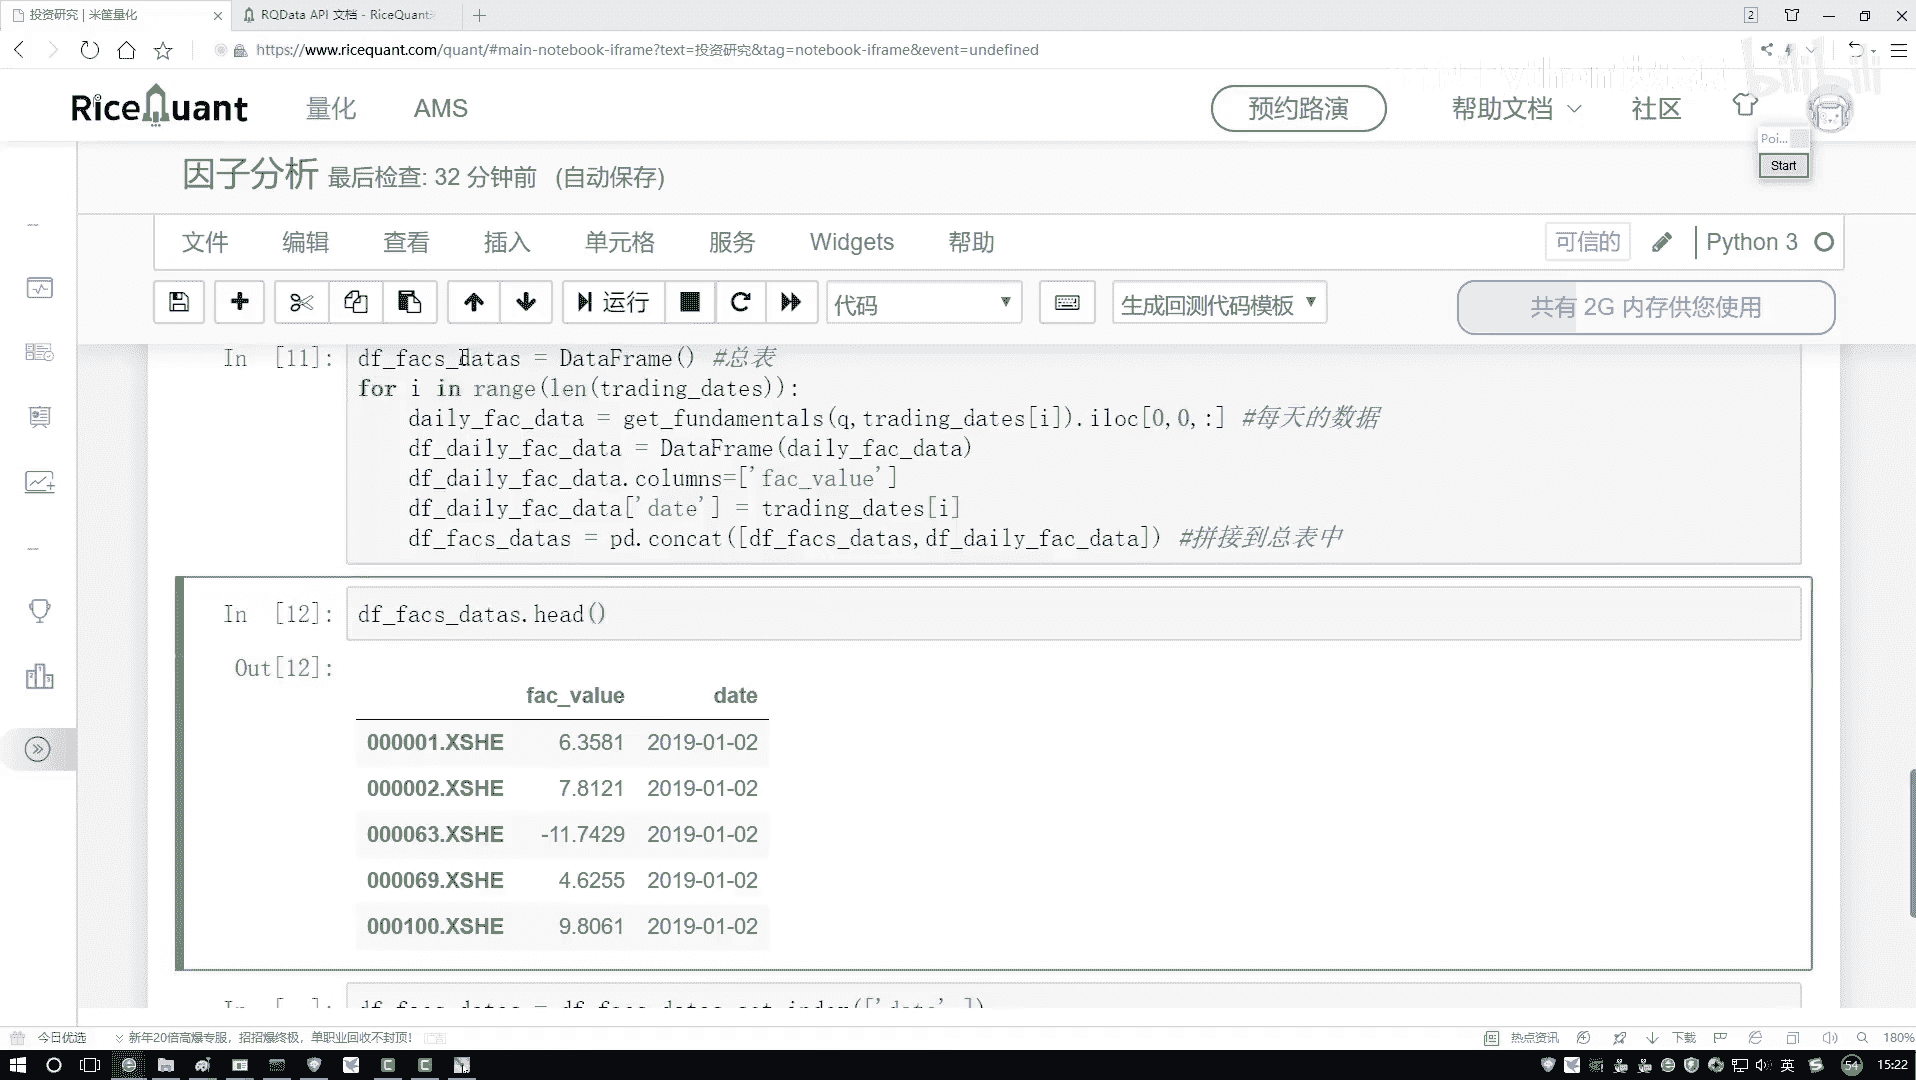 投资研究 | 米筐量化
RQData API 文档 - RiceQuant
2
https://www.ricequant.com/quant/#main-notebook-iframe?text=投资研究&tag=notebook-iframe&event=undefined
bilibili
RiceQuant 量化 AMS 预约路演 帮助文档 社区
Poi...
Start
因子分析 最后检查: 32 分钟前 (自动保存)
文件 编辑 查看 插入 单元格 服务 Widgets 帮助 可信的 Python 3
运行 代码 生成回测代码模板 共有 2G 内存供您使用
In [11]: df_facs_datas = DataFrame() #总表
for i in range(len(trading_dates)):
daily_fac_data = get_fundamentals(q,trading_dates[i]).iloc[0,0,:] #每天的数据
df_daily_fac_data = DataFrame(daily_fac_data)
df_daily_fac_data.columns=['fac_value']
df_daily_fac_data['date'] = trading_dates[i]
df_facs_datas = pd.concat([df_facs_datas,df_daily_fac_data]) #拼接到总表中
In [12]: df_facs_datas.head()
Out[12]:
fac_value date
000001.XSHE 6.3581 2019-01-02
000002.XSHE 7.8121 2019-01-02
000063.XSHE -11.7429 2019-01-02
000069.XSHE 4.6255 2019-01-02
000100.XSHE 9.8061 2019-01-02
In [ ]: df_facs_datas = df_facs_datas.set_index(['date',])
今日优选 新年20倍高爆专服，招招爆终极，单职业回收不封顶! 热点资讯 下载 180%
英 54 15:22